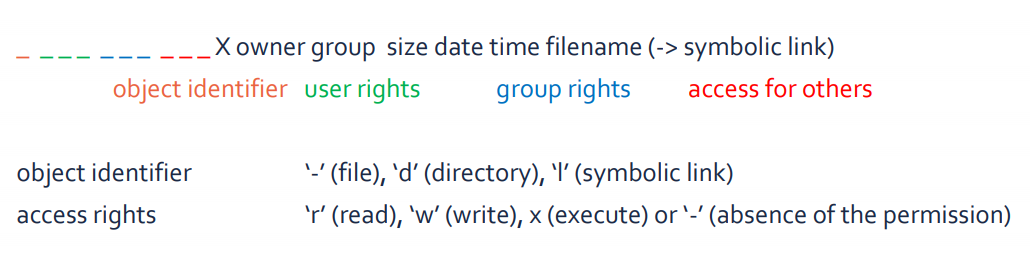 _ _ _ _ _ _ _ _ _ _ X owner group size date time filename (-> symbolic link)
object identifier user rights group rights access for others
object identifier ‘-’ (file), ‘d’ (directory), ‘l’ (symbolic link)
access rights ‘r’ (read), ‘w’ (write), x (execute) or ‘-’ (absence of the permission)